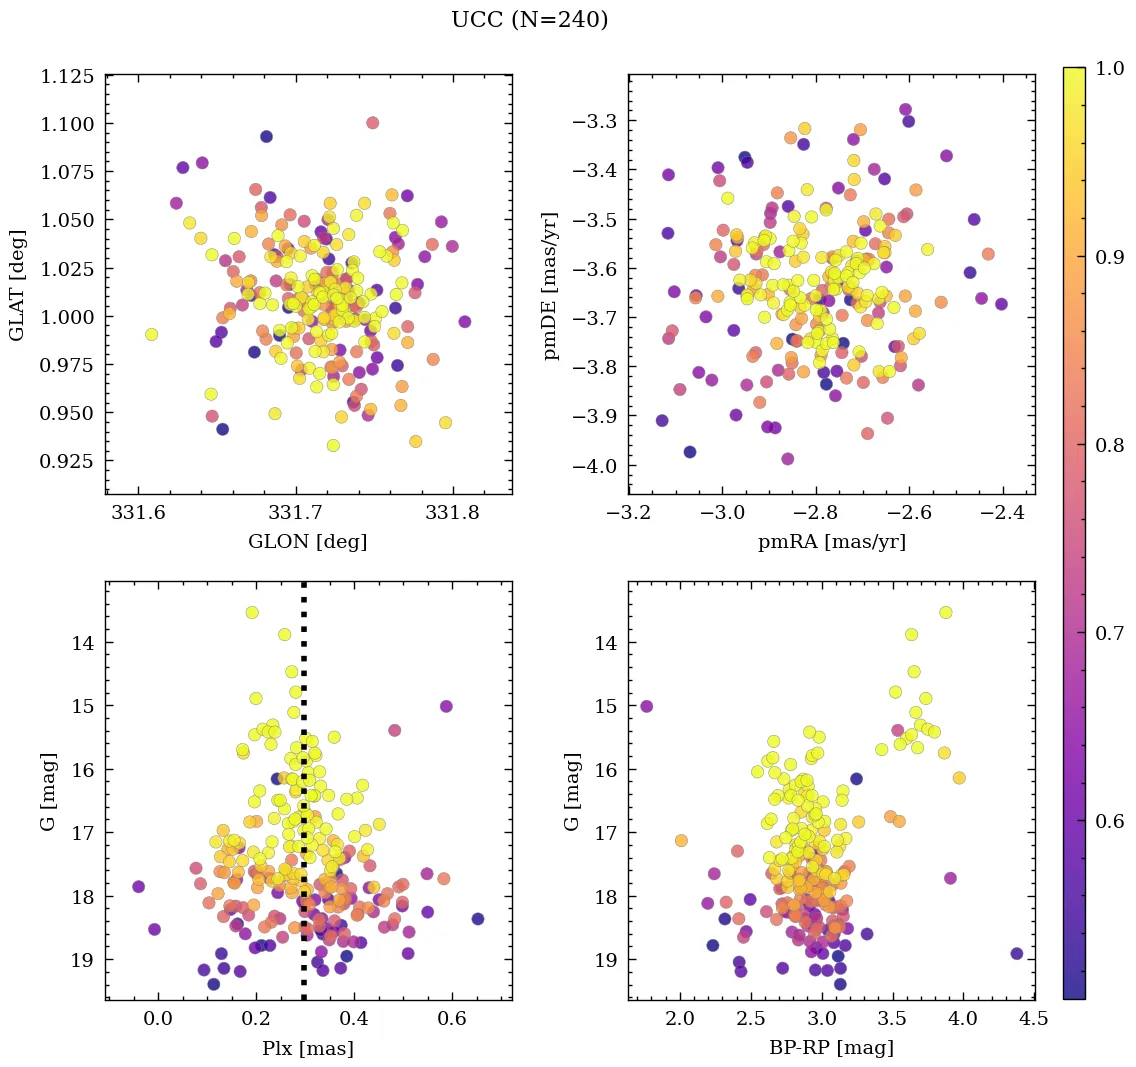 UCC (N=240)
1.125
1.100
1.075
1.050
1.025
1.000
0.975
0.950
0.925
GLAT [deg]
331.6 331.7 331.8
GLON [deg]
−3.3
−3.4
−3.5
−3.6
−3.7
−3.8
−3.9
−4.0
pmDE [mas/yr]
−3.2 −3.0 −2.8 −2.6 −2.4
pmRA [mas/yr]
1.0
0.9
0.8
0.7
0.6
14
15
16
17
18
19
G [mag]
0.0 0.2 0.4 0.6
Plx [mas]
14
15
16
17
18
19
G [mag]
2.0 2.5 3.0 3.5 4.0 4.5
BP-RP [mag]